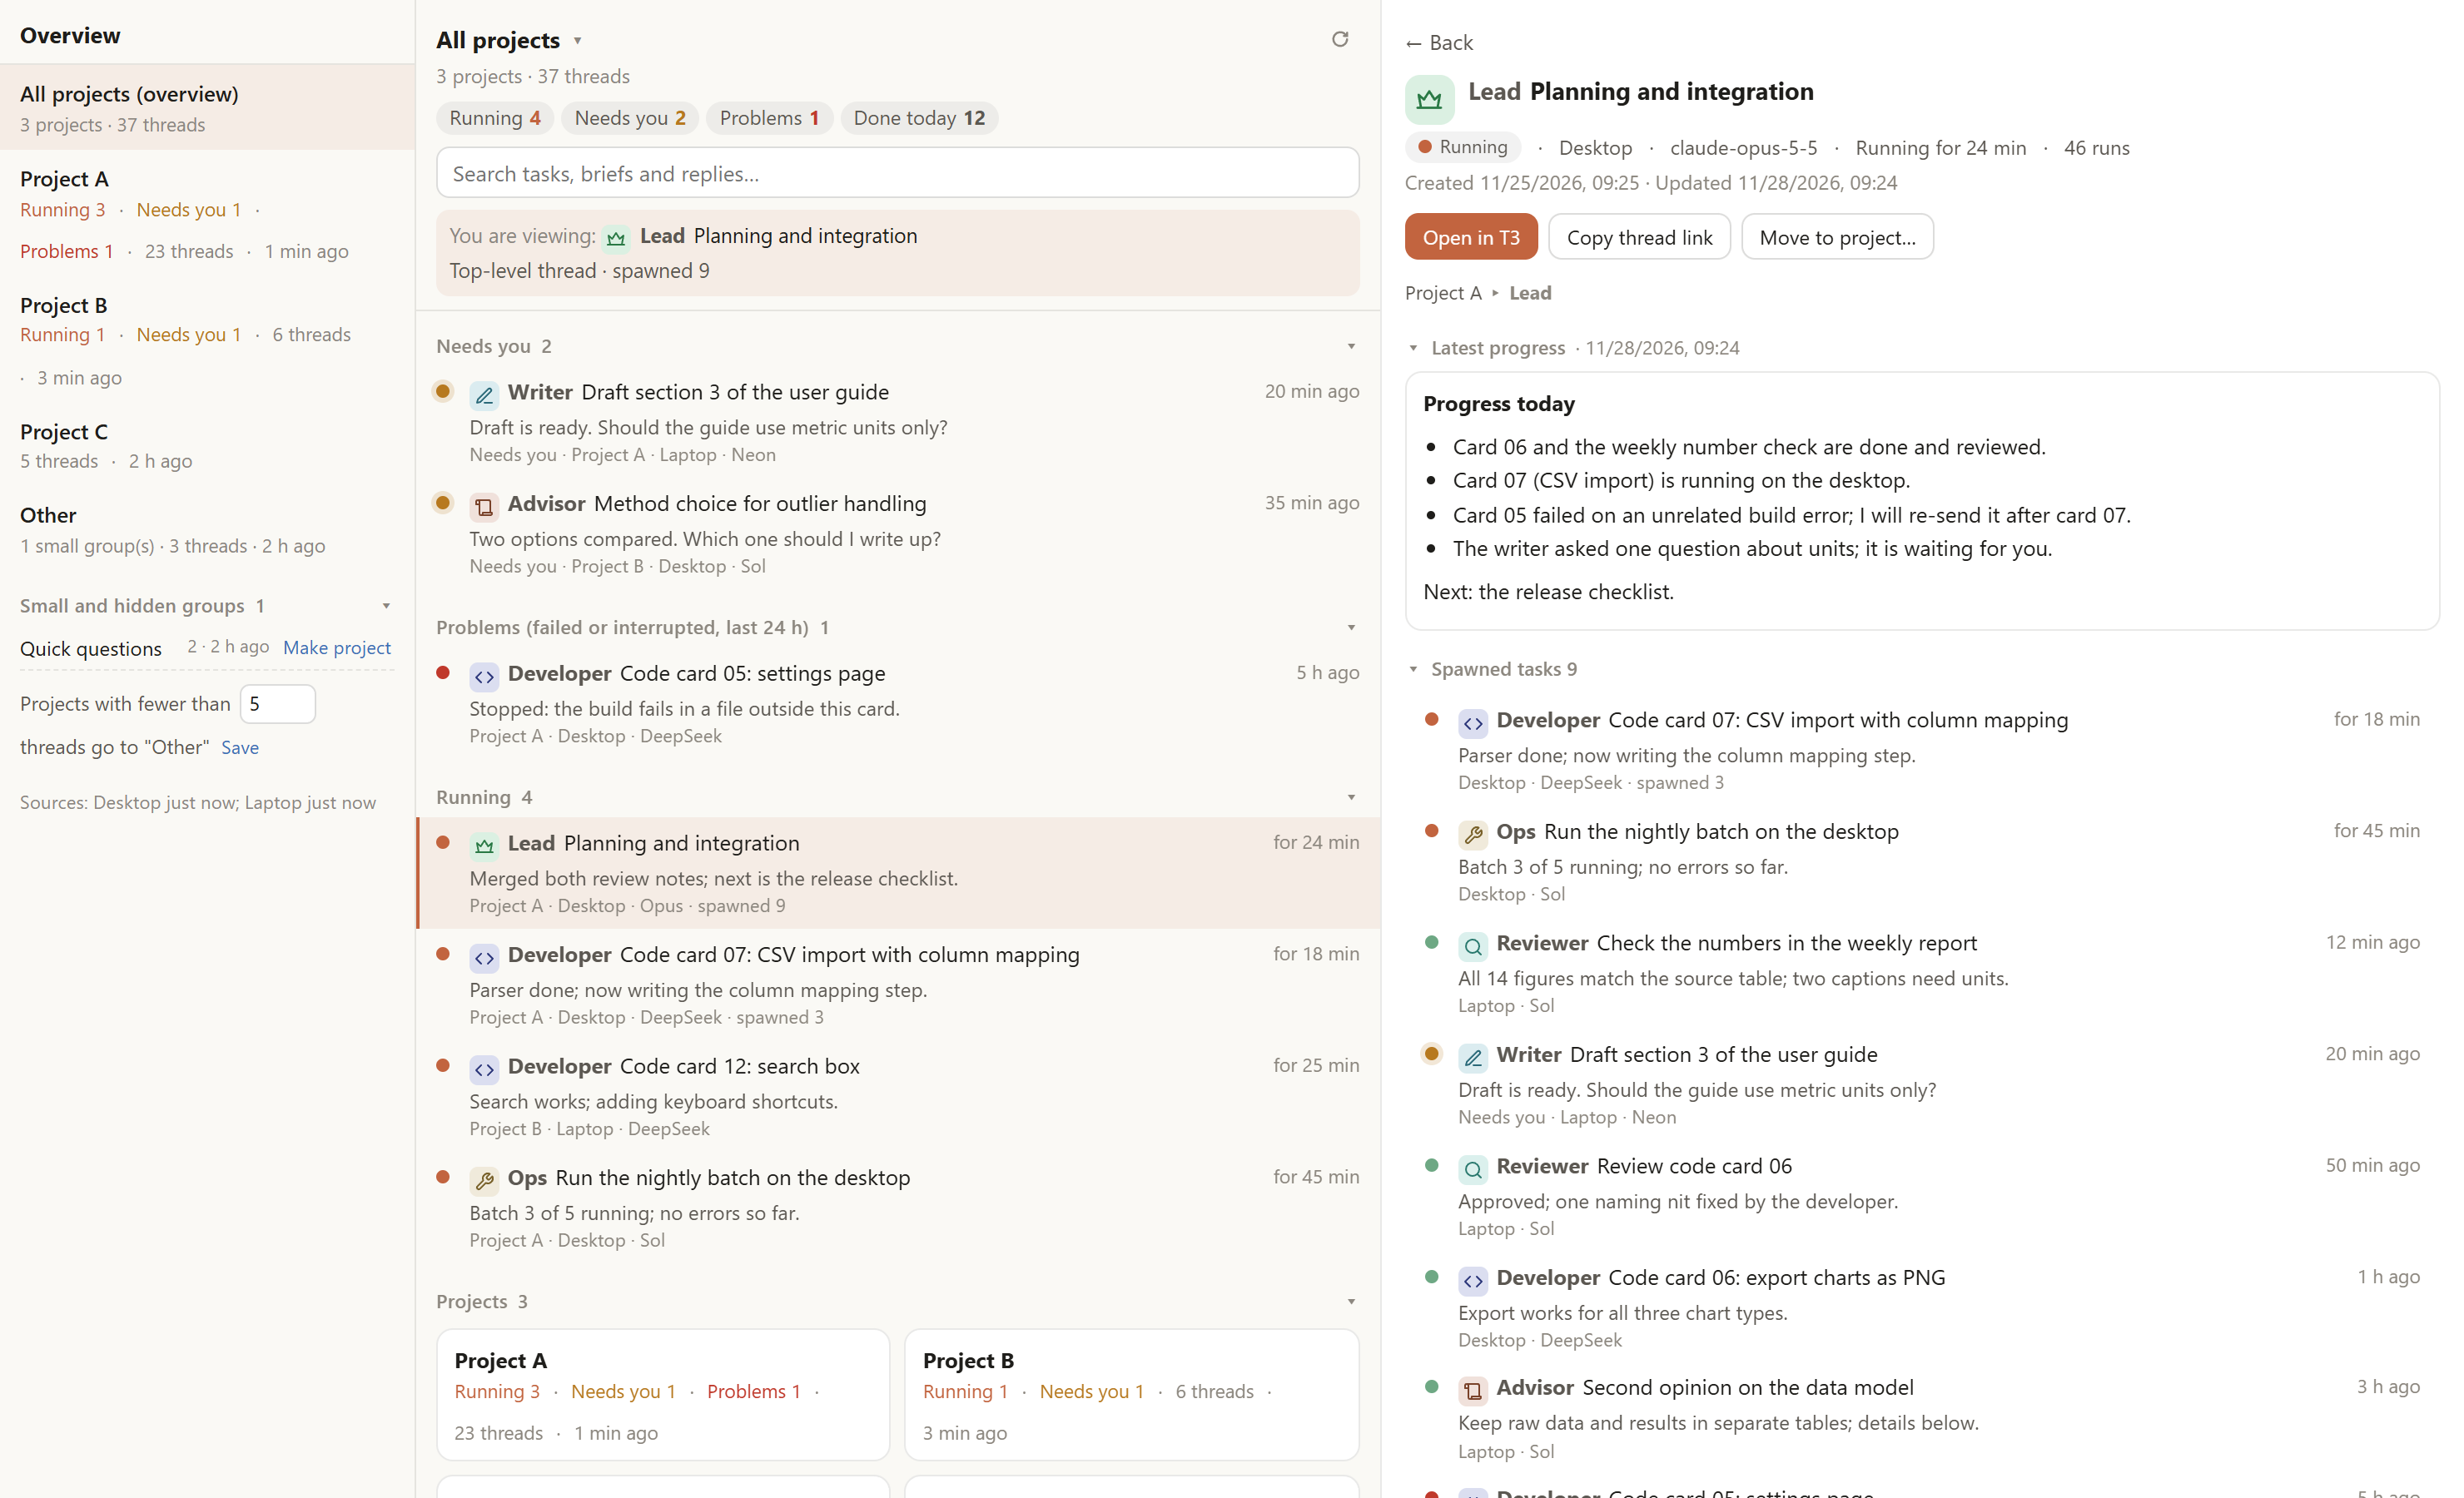 Overview
All projects (overview)
3 projects · 37 threads
Project A
Running 3 · Needs you 1 ·
Problems 1 · 23 threads · 1 min ago
Project B
Running 1 · Needs you 1 · 6 threads
· 3 min ago
Project C
5 threads · 2 h ago
Other
1 small group(s) · 3 threads · 2 h ago
Small and hidden groups 1
Quick questions 2 · 2 h ago Make project
Projects with fewer than 5
threads go to "Other" Save
Sources: Desktop just now; Laptop just now
All projects
3 projects · 37 threads
Running 4 Needs you 2 Problems 1 Done today 12
Search tasks, briefs and replies...
You are viewing: Lead Planning and integration
Top-level thread · spawned 9
Needs you 2
Writer Draft section 3 of the user guide 20 min ago
Draft is ready. Should the guide use metric units only?
Needs you · Project A · Laptop · Neon
Advisor Method choice for outlier handling 35 min ago
Two options compared. Which one should I write up?
Needs you · Project B · Desktop · Sol
Problems (failed or interrupted, last 24 h) 1
Developer Code card 05: settings page 5 h ago
Stopped: the build fails in a file outside this card.
Project A · Desktop · DeepSeek
Running 4
Lead Planning and integration for 24 min
Merged both review notes; next is the release checklist.
Project A · Desktop · Opus · spawned 9
Developer Code card 07: CSV import with column mapping for 18 min
Parser done; now writing the column mapping step.
Project A · Desktop · DeepSeek · spawned 3
Developer Code card 12: search box for 25 min
Search works; adding keyboard shortcuts.
Project B · Laptop · DeepSeek
Ops Run the nightly batch on the desktop for 45 min
Batch 3 of 5 running; no errors so far.
Project A · Desktop · Sol
Projects 3
Project A
Running 3 · Needs you 1 · Problems 1 ·
23 threads · 1 min ago
Project B
Running 1 · Needs you 1 · 6 threads ·
3 min ago
← Back
Lead Planning and integration
Running · Desktop · claude-opus-5-5 · Running for 24 min · 46 runs
Created 11/25/2026, 09:25 · Updated 11/28/2026, 09:24
Open in T3 Copy thread link Move to project...
Project A ▸ Lead
Latest progress · 11/28/2026, 09:24
Progress today
• Card 06 and the weekly number check are done and reviewed.
• Card 07 (CSV import) is running on the desktop.
• Card 05 failed on an unrelated build error; I will re-send it after card 07.
• The writer asked one question about units; it is waiting for you.
Next: the release checklist.
Spawned tasks 9
Developer Code card 07: CSV import with column mapping for 18 min
Parser done; now writing the column mapping step.
Desktop · DeepSeek · spawned 3
Ops Run the nightly batch on the desktop for 45 min
Batch 3 of 5 running; no errors so far.
Desktop · Sol
Reviewer Check the numbers in the weekly report 12 min ago
All 14 figures match the source table; two captions need units.
Laptop · Sol
Writer Draft section 3 of the user guide 20 min ago
Draft is ready. Should the guide use metric units only?
Needs you · Laptop · Neon
Reviewer Review code card 06 50 min ago
Approved; one naming nit fixed by the developer.
Laptop · Sol
Developer Code card 06: export charts as PNG 1 h ago
Export works for all three chart types.
Desktop · DeepSeek
Advisor Second opinion on the data model 3 h ago
Keep raw data and results in separate tables; details below.
Laptop · Sol
Developer Code card 05: settings page 5 h ago